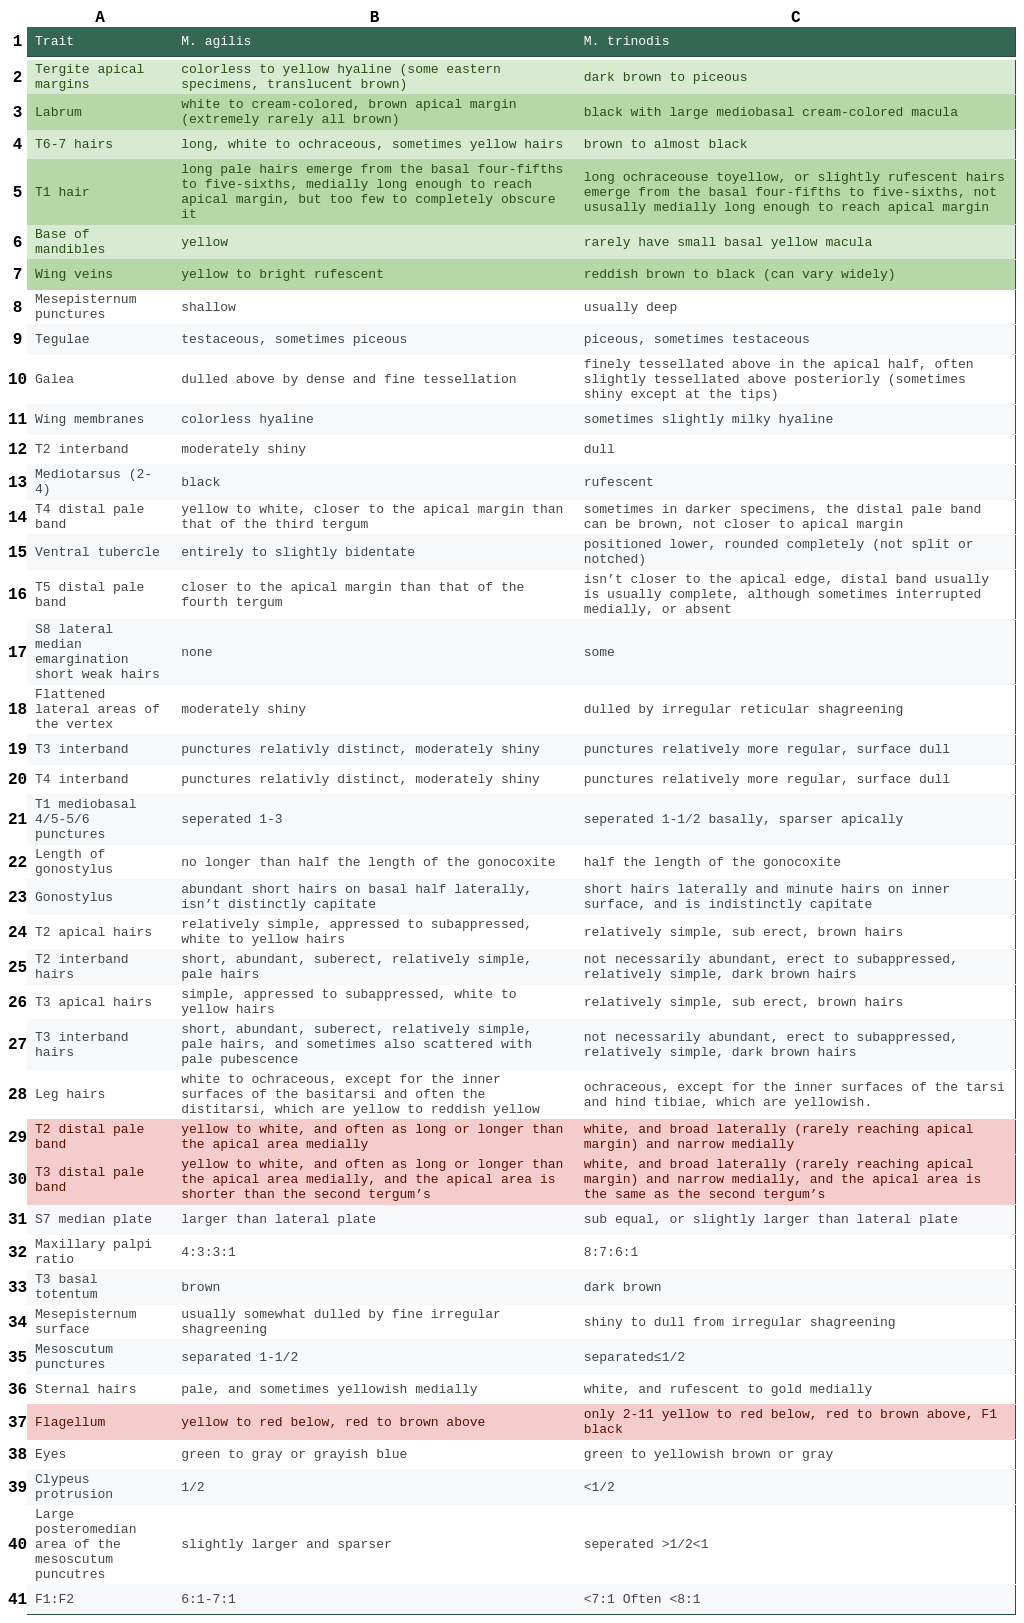 A B C
1 Trait M. agilis M. trinodis
2 Tergite apical margins colorless to yellow hyaline (some eastern specimens, translucent brown) dark brown to piceous
3 Labrum white to cream-colored, brown apical margin (extremely rarely all brown) black with large mediobasal cream-colored macula
4 T6-7 hairs long, white to ochraceous, sometimes yellow hairs brown to almost black
5 T1 hair long pale hairs emerge from the basal four-fifths to five-sixths, medially long enough to reach apical margin, but too few to completely obscure it long ochraceouse toyellow, or slightly rufescent hairs emerge from the basal four-fifths to five-sixths, not ususally medially long enough to reach apical margin
6 Base of mandibles yellow rarely have small basal yellow macula
7 Wing veins yellow to bright rufescent reddish brown to black (can vary widely)
8 Mesepisternum punctures shallow usually deep
9 Tegulae testaceous, sometimes piceous piceous, sometimes testaceous
10 Galea dulled above by dense and fine tessellation finely tessellated above in the apical half, often slightly tessellated above posteriorly (sometimes shiny except at the tips)
11 Wing membranes colorless hyaline sometimes slightly milky hyaline
12 T2 interband moderately shiny dull
13 Mediotarsus (2-4) black rufescent
14 T4 distal pale band yellow to white, closer to the apical margin than that of the third tergum sometimes in darker specimens, the distal pale band can be brown, not closer to apical margin
15 Ventral tubercle entirely to slightly bidentate positioned lower, rounded completely (not split or notched)
16 T5 distal pale band closer to the apical margin than that of the fourth tergum isn’t closer to the apical edge, distal band usually is usually complete, although sometimes interrupted medially, or absent
17 S8 lateral median emargination short weak hairs none some
18 Flattened lateral areas of the vertex moderately shiny dulled by irregular reticular shagreening
19 T3 interband punctures relativly distinct, moderately shiny punctures relatively more regular, surface dull
20 T4 interband punctures relativly distinct, moderately shiny punctures relatively more regular, surface dull
21 T1 mediobasal 4/5-5/6 punctures seperated 1-3 seperated 1-1/2 basally, sparser apically
22 Length of gonostylus no longer than half the length of the gonocoxite half the length of the gonocoxite
23 Gonostylus abundant short hairs on basal half laterally, isn’t distinctly capitate short hairs laterally and minute hairs on inner surface, and is indistinctly capitate
24 T2 apical hairs relatively simple, appressed to subappressed, white to yellow hairs relatively simple, sub erect, brown hairs
25 T2 interband hairs short, abundant, suberect, relatively simple, pale hairs not necessarily abundant, erect to subappressed, relatively simple, dark brown hairs
26 T3 apical hairs simple, appressed to subappressed, white to yellow hairs relatively simple, sub erect, brown hairs
27 T3 interband hairs short, abundant, suberect, relatively simple, pale hairs, and sometimes also scattered with pale pubescence not necessarily abundant, erect to subappressed, relatively simple, dark brown hairs
28 Leg hairs white to ochraceous, except for the inner surfaces of the basitarsi and often the distitarsi, which are yellow to reddish yellow ochraceous, except for the inner surfaces of the tarsi and hind tibiae, which are yellowish.
29 T2 distal pale band yellow to white, and often as long or longer than the apical area medially white, and broad laterally (rarely reaching apical margin) and narrow medially
30 T3 distal pale band yellow to white, and often as long or longer than the apical area medially, and the apical area is shorter than the second tergum’s white, and broad laterally (rarely reaching apical margin) and narrow medially, and the apical area is the same as the second tergum’s
31 S7 median plate larger than lateral plate sub equal, or slightly larger than lateral plate
32 Maxillary palpi ratio 4:3:3:1 8:7:6:1
33 T3 basal totentum brown dark brown
34 Mesepisternum surface usually somewhat dulled by fine irregular shagreening shiny to dull from irregular shagreening
35 Mesoscutum punctures separated 1-1/2 separated≤1/2
36 Sternal hairs pale, and sometimes yellowish medially white, and rufescent to gold medially
37 Flagellum yellow to red below, red to brown above only 2-11 yellow to red below, red to brown above, F1 black
38 Eyes green to gray or grayish blue green to yellowish brown or gray
39 Clypeus protrusion 1/2 <1/2
40 Large posteromedian area of the mesoscutum puncutres slightly larger and sparser seperated >1/2<1
41 F1:F2 6:1-7:1 <7:1 Often <8:1